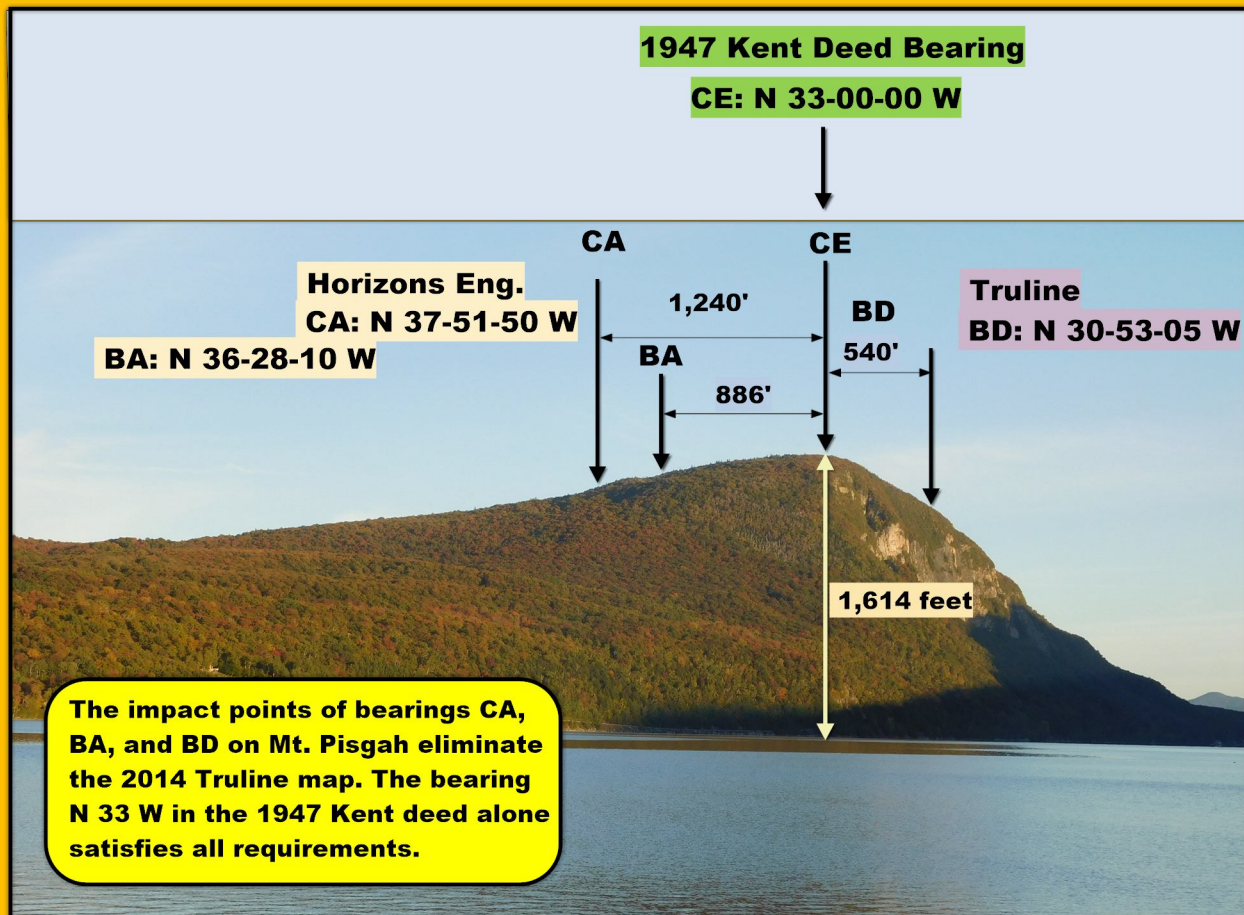 1947 Kent Deed Bearing
CE: N 33-00-00 W
CA
CE
Horizons Eng.
CA: N 37-51-50 W
BA: N 36-28-10 W
1,240'
BD
Truline
BD: N 30-53-05 W
BA
540'
886'
1,614 feet
The impact points of bearings CA,
BA, and BD on Mt. Pisgah eliminate
the 2014 Truline map. The bearing
N 33 W in the 1947 Kent deed alone
satisfies all requirements.